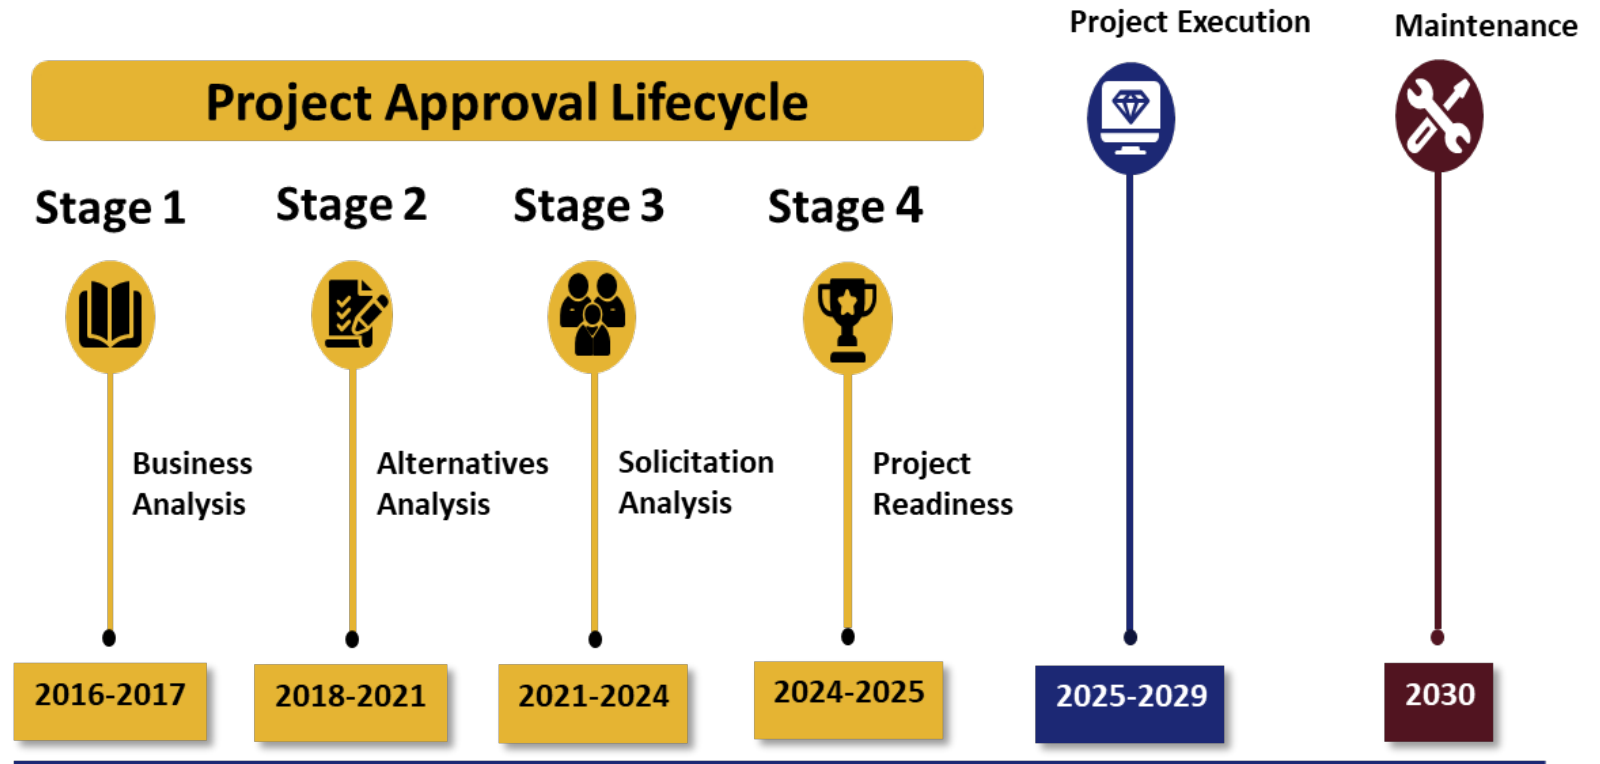 Project Execution
Maintenance
Project Approval Lifecycle
Stage 1
Stage 2
Stage 3
Stage 4
Business
Analysis
Alternatives
Analysis
Solicitation
Analysis
Project
Readiness
2016-2017
2018-2021
2021-2024
2024-2025
2025-2029
2030